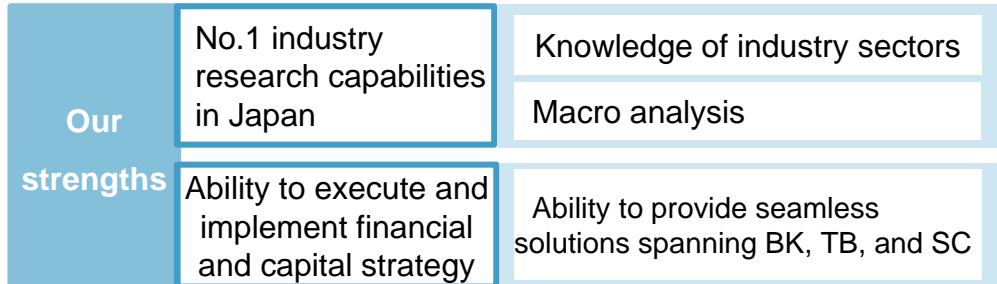 Our
strengths
No.1 industry
research capabilities
in Japan
Knowledge of industry sectors
Macro analysis
Ability to execute and
implement financial
and capital strategy
Ability to provide seamless
solutions spanning BK, TB, and SC